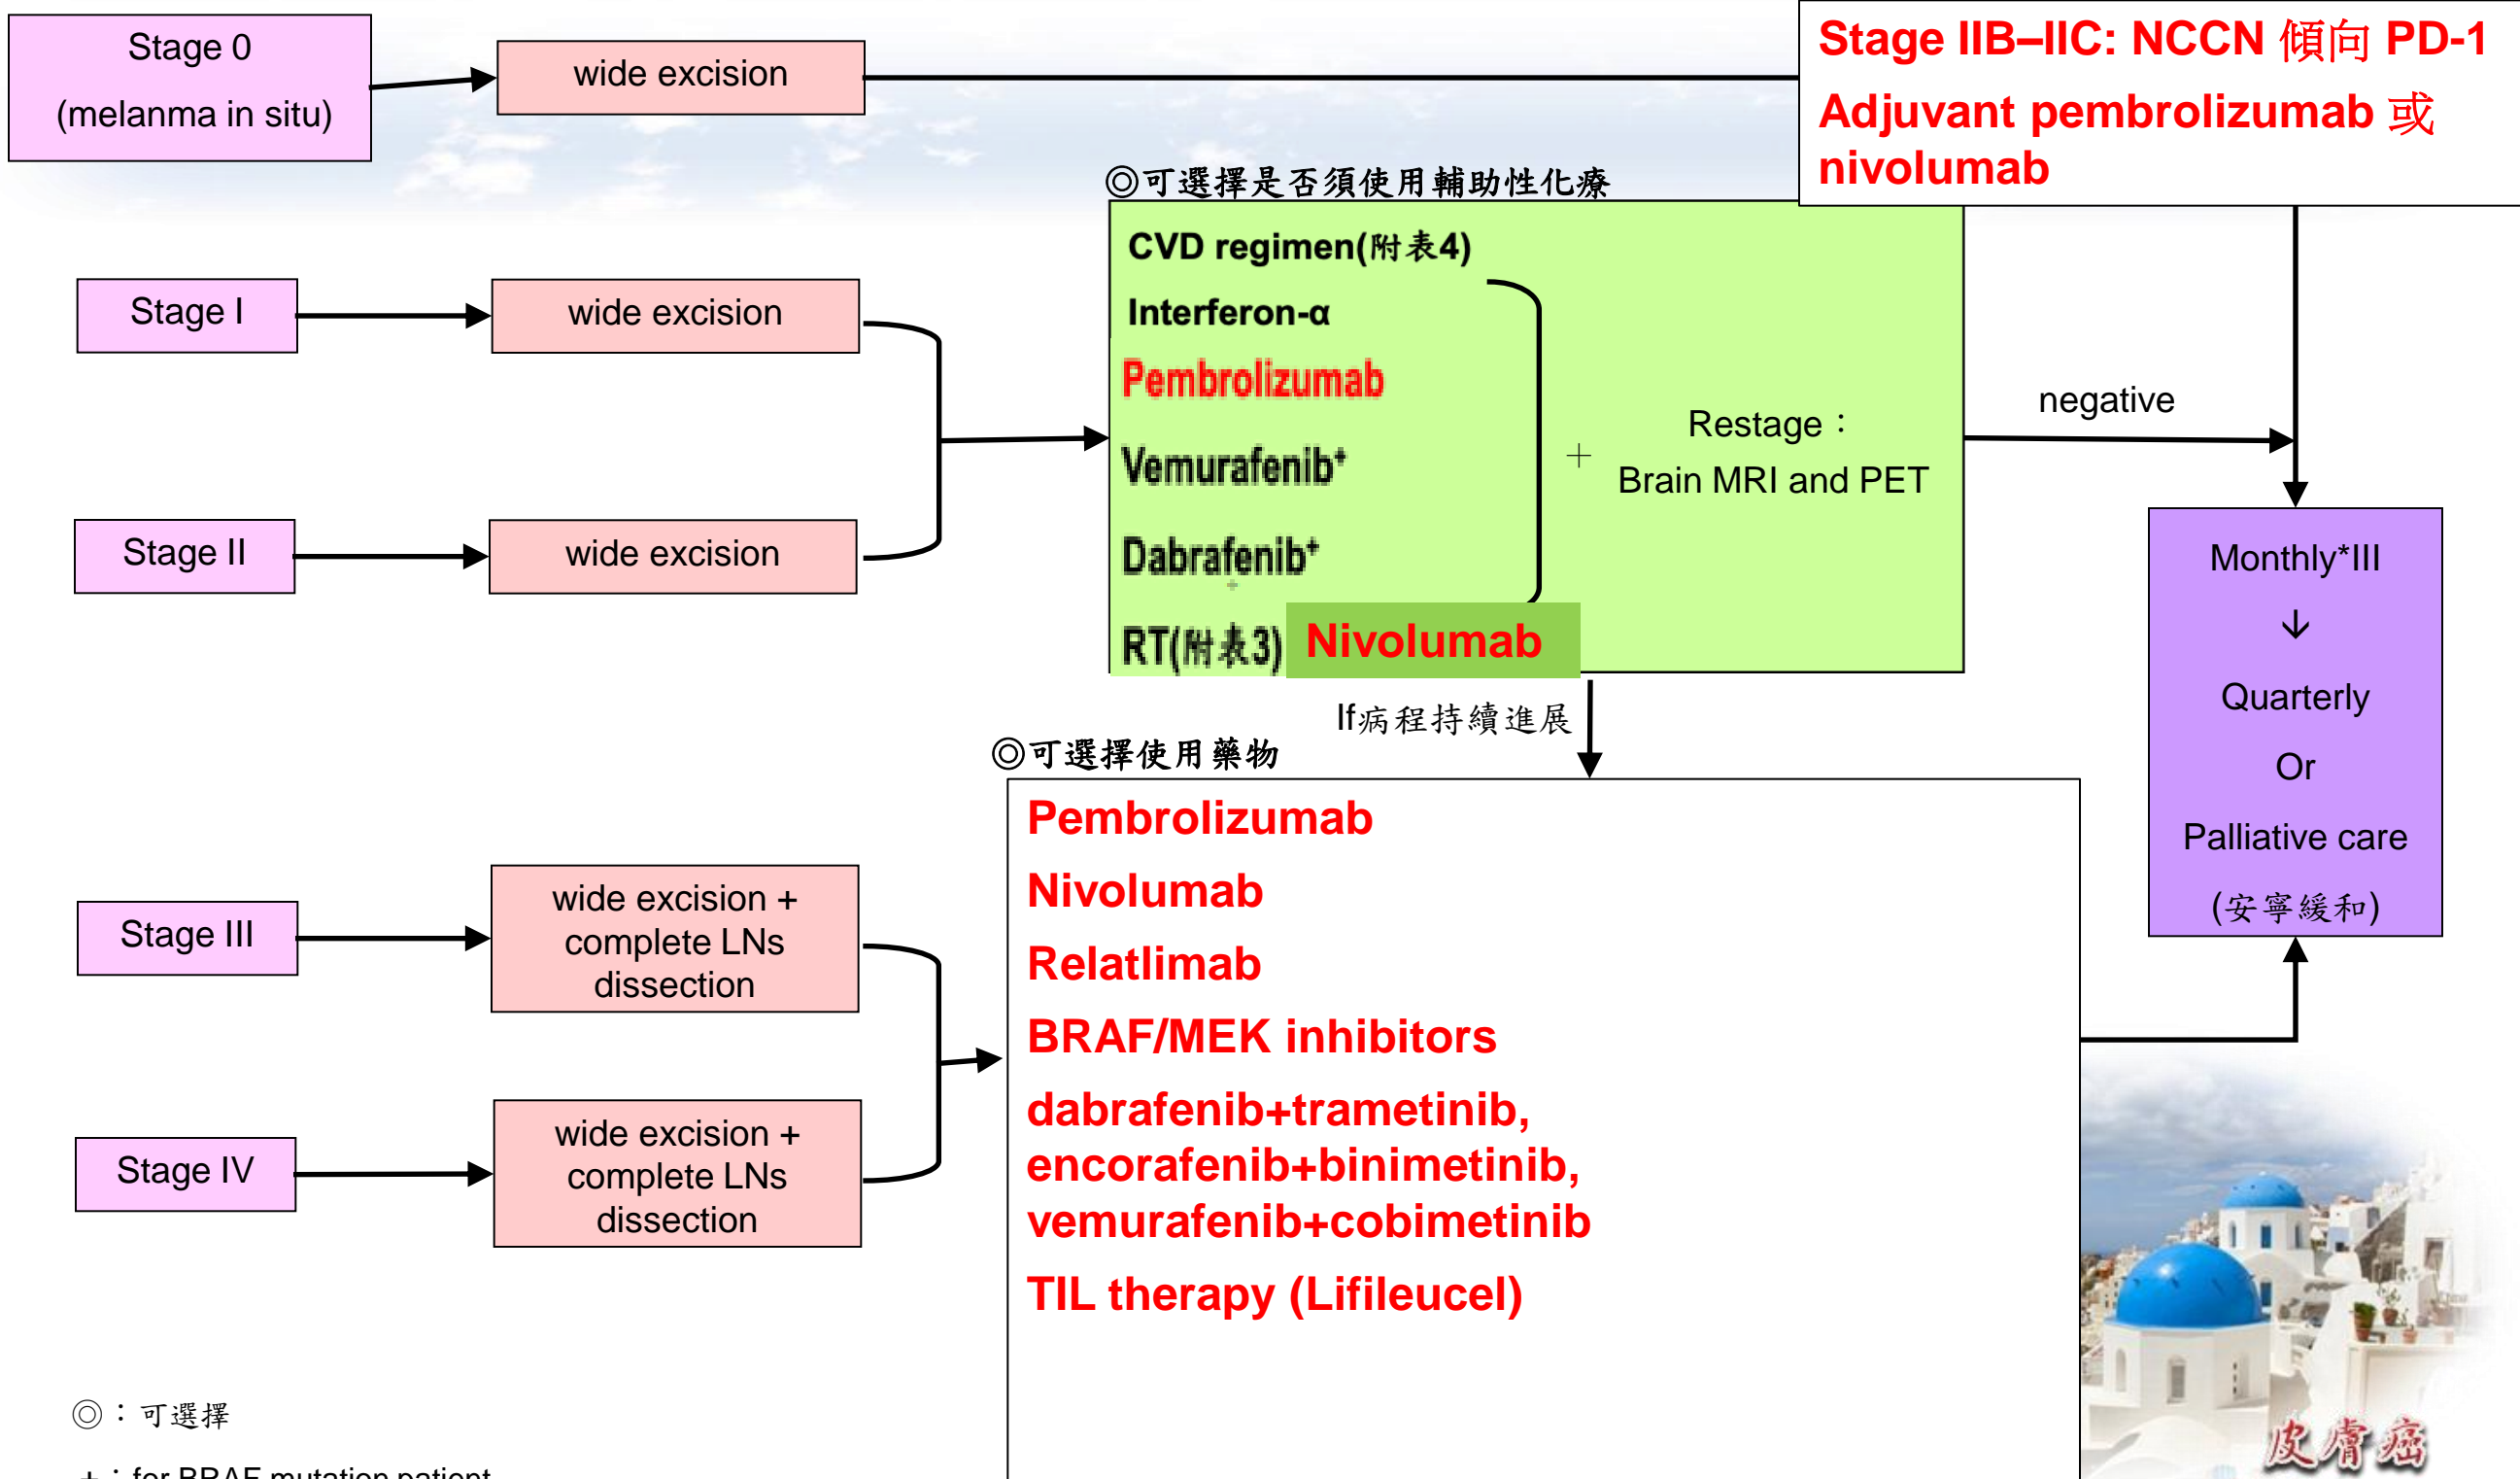 Stage 0
(melanma in situ)
wide excision
Stage IIB–IIC: NCCN 傾向 PD-1
Adjuvant pembrolizumab 或
nivolumab
◎可選擇是否須使用輔助性化療
CVD regimen(附表4)
Interferon-α
Pembrolizumab
Vemurafenib+
Dabrafenib+
+
RT(附表3)
Nivolumab
+
Restage：
Brain MRI and PET
negative
Stage I
wide excision
Stage II
wide excision
If病程持續進展
◎可選擇使用藥物
Pembrolizumab
Nivolumab
Relatlimab
BRAF/MEK inhibitors
dabrafenib+trametinib,
encorafenib+binimetinib,
vemurafenib+cobimetinib
TIL therapy (Lifileucel)
Stage III
wide excision +
complete LNs
dissection
Stage IV
wide excision +
complete LNs
dissection
Monthly*III
↓
Quarterly
Or
Palliative care
(安寧緩和)
◎：可選擇
+：for BRAF mutation patient
皮膚癌